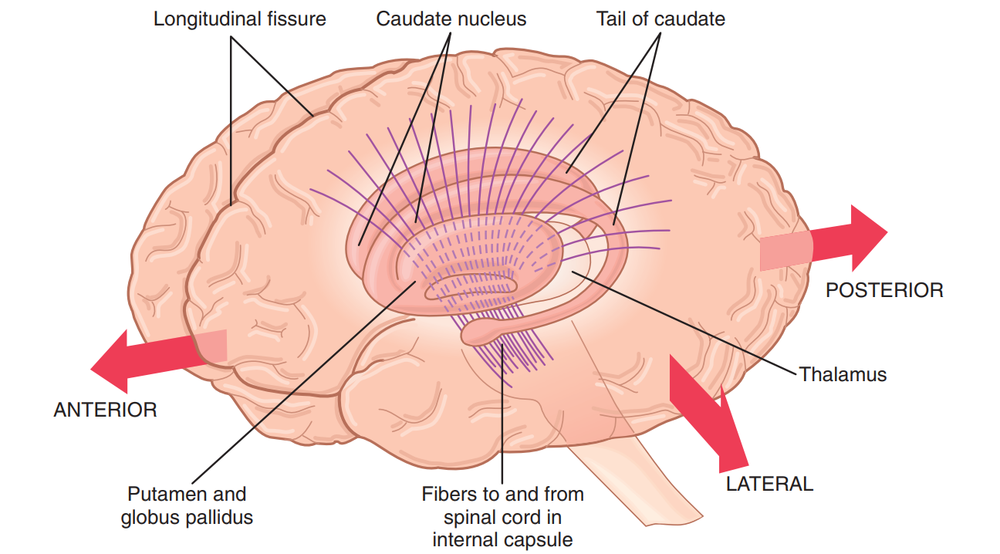 Longitudinal fissure
Caudate nucleus
Tail of caudate
POSTERIOR
Thalamus
ANTERIOR
LATERAL
Putamen and
globus pallidus
Fibers to and from
spinal cord in
internal capsule